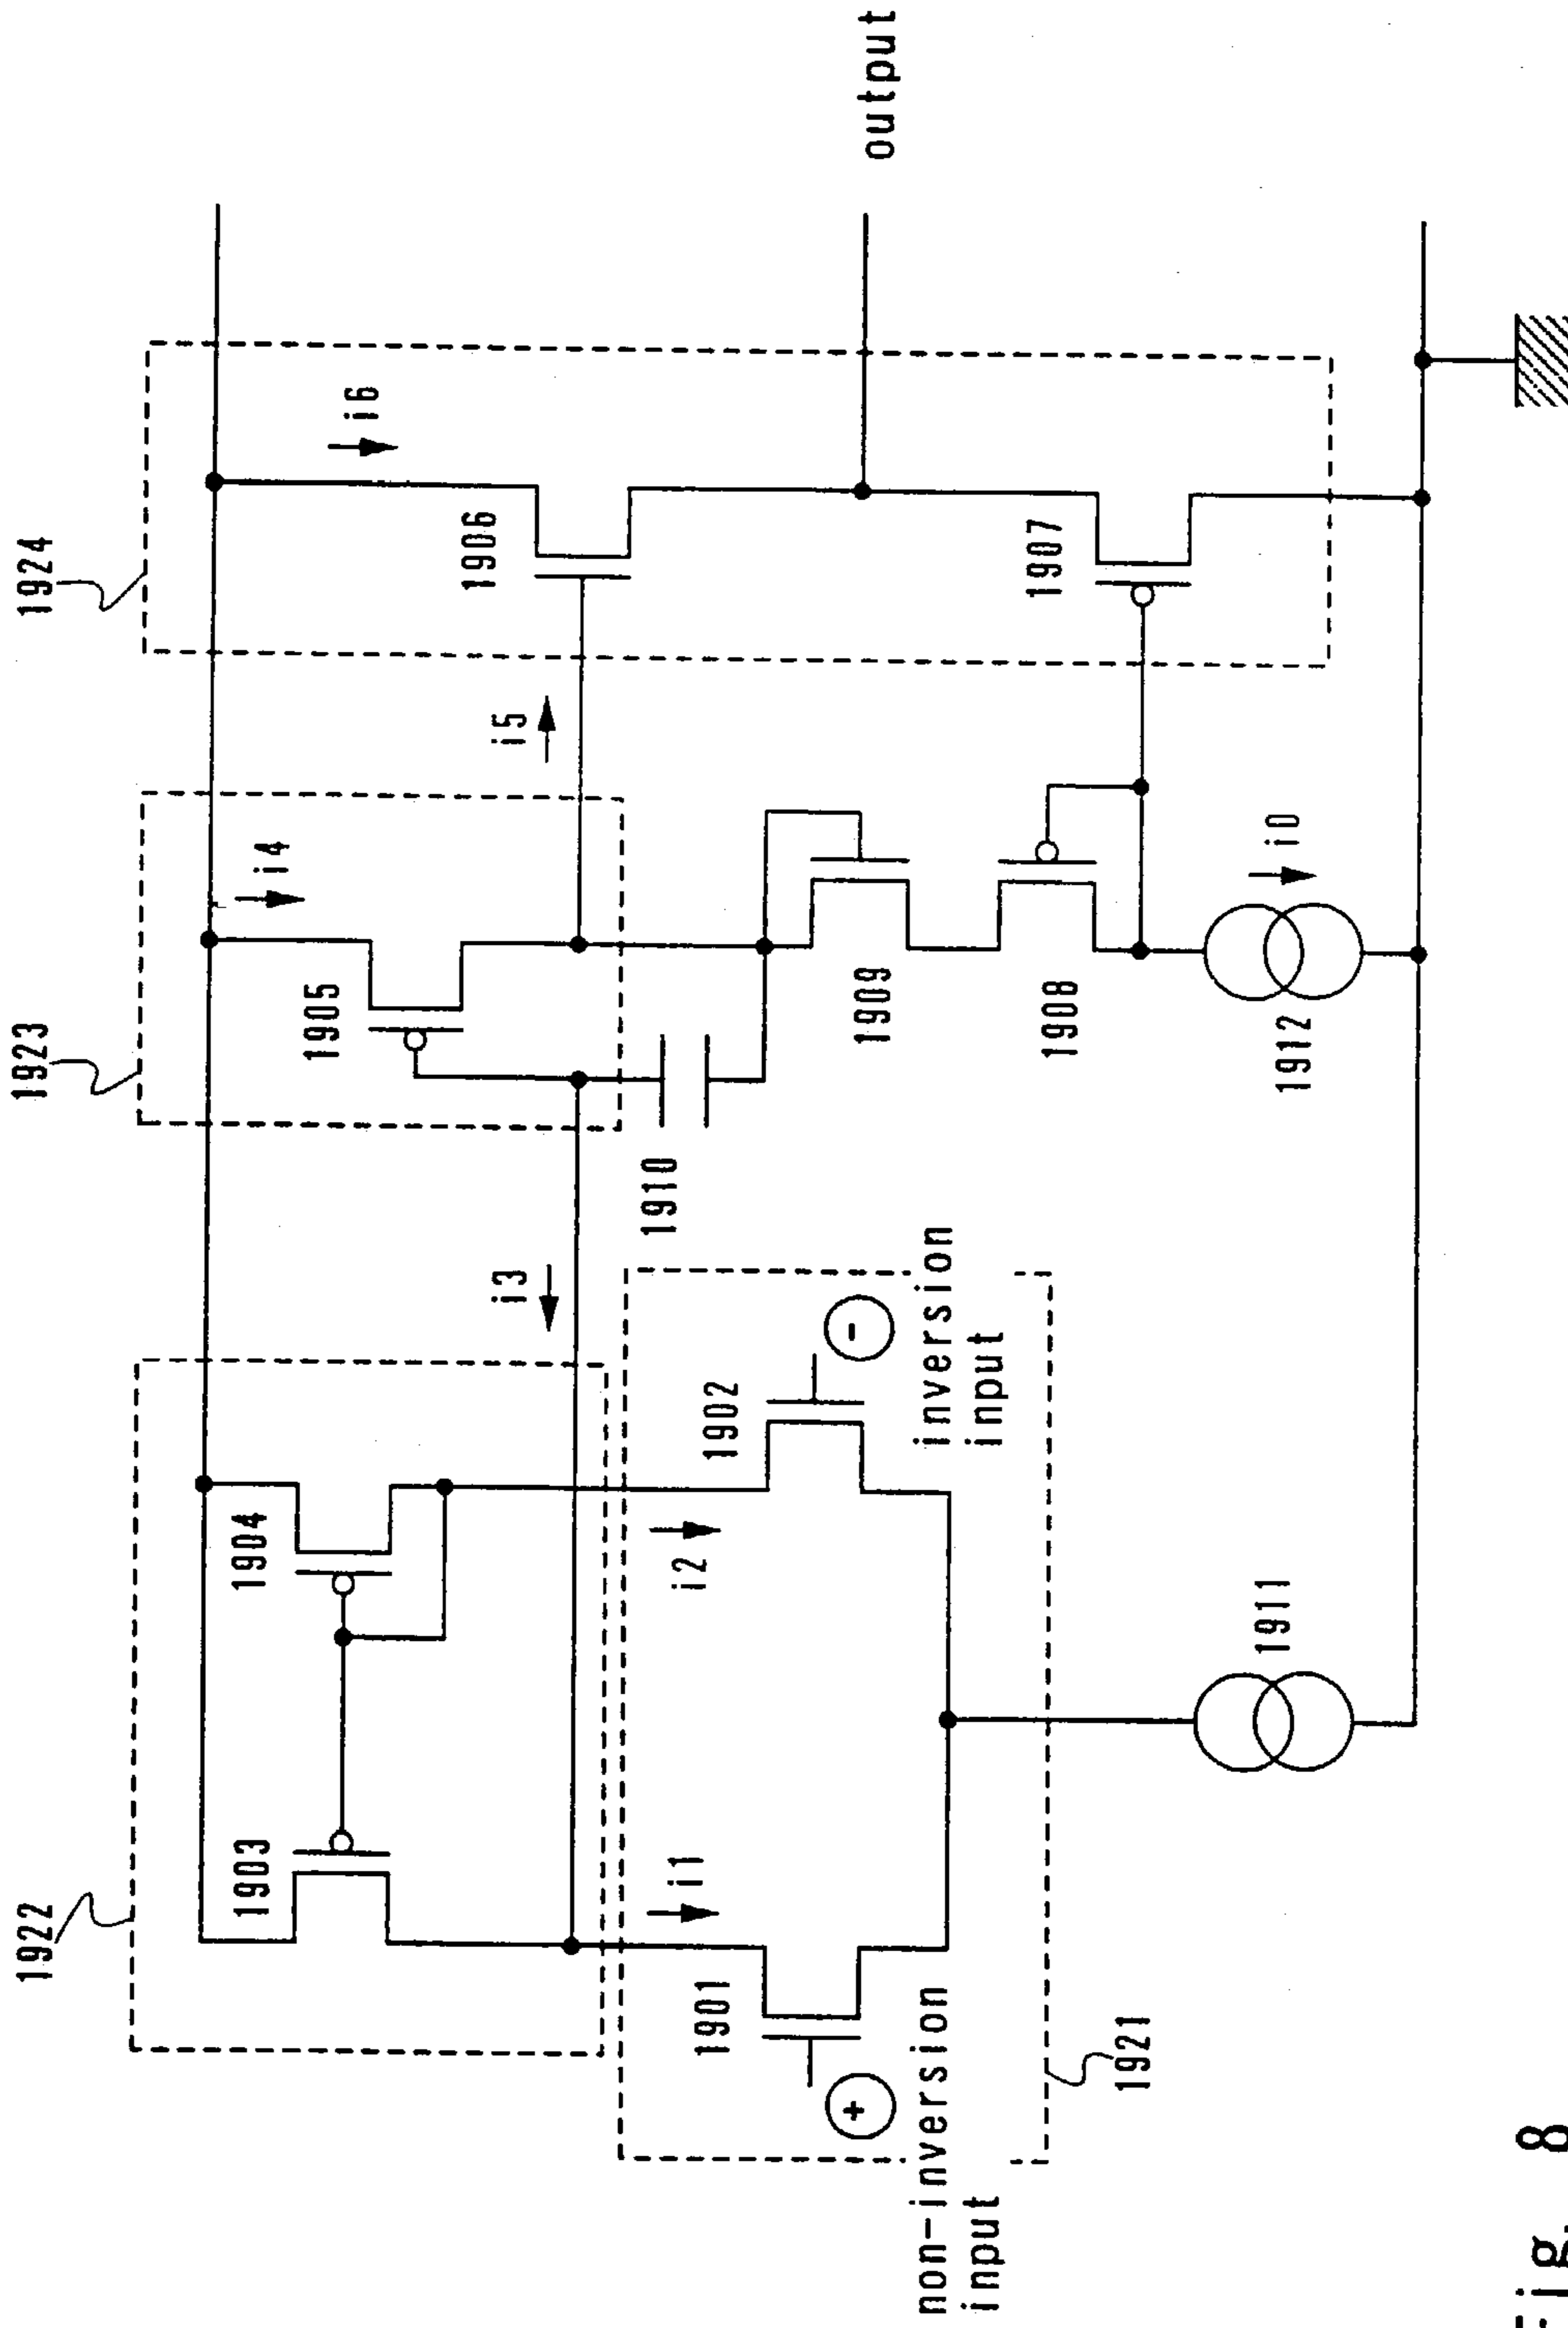 1922
1923
1924
1903
1904
1905
i4
i6
i3
i5
1906
output
1910
i1
i2
1901
1902
+
-
non-inversion
input
inversion
input
1909
1908
1907
1921
1911
1912
i0
Fig. 8